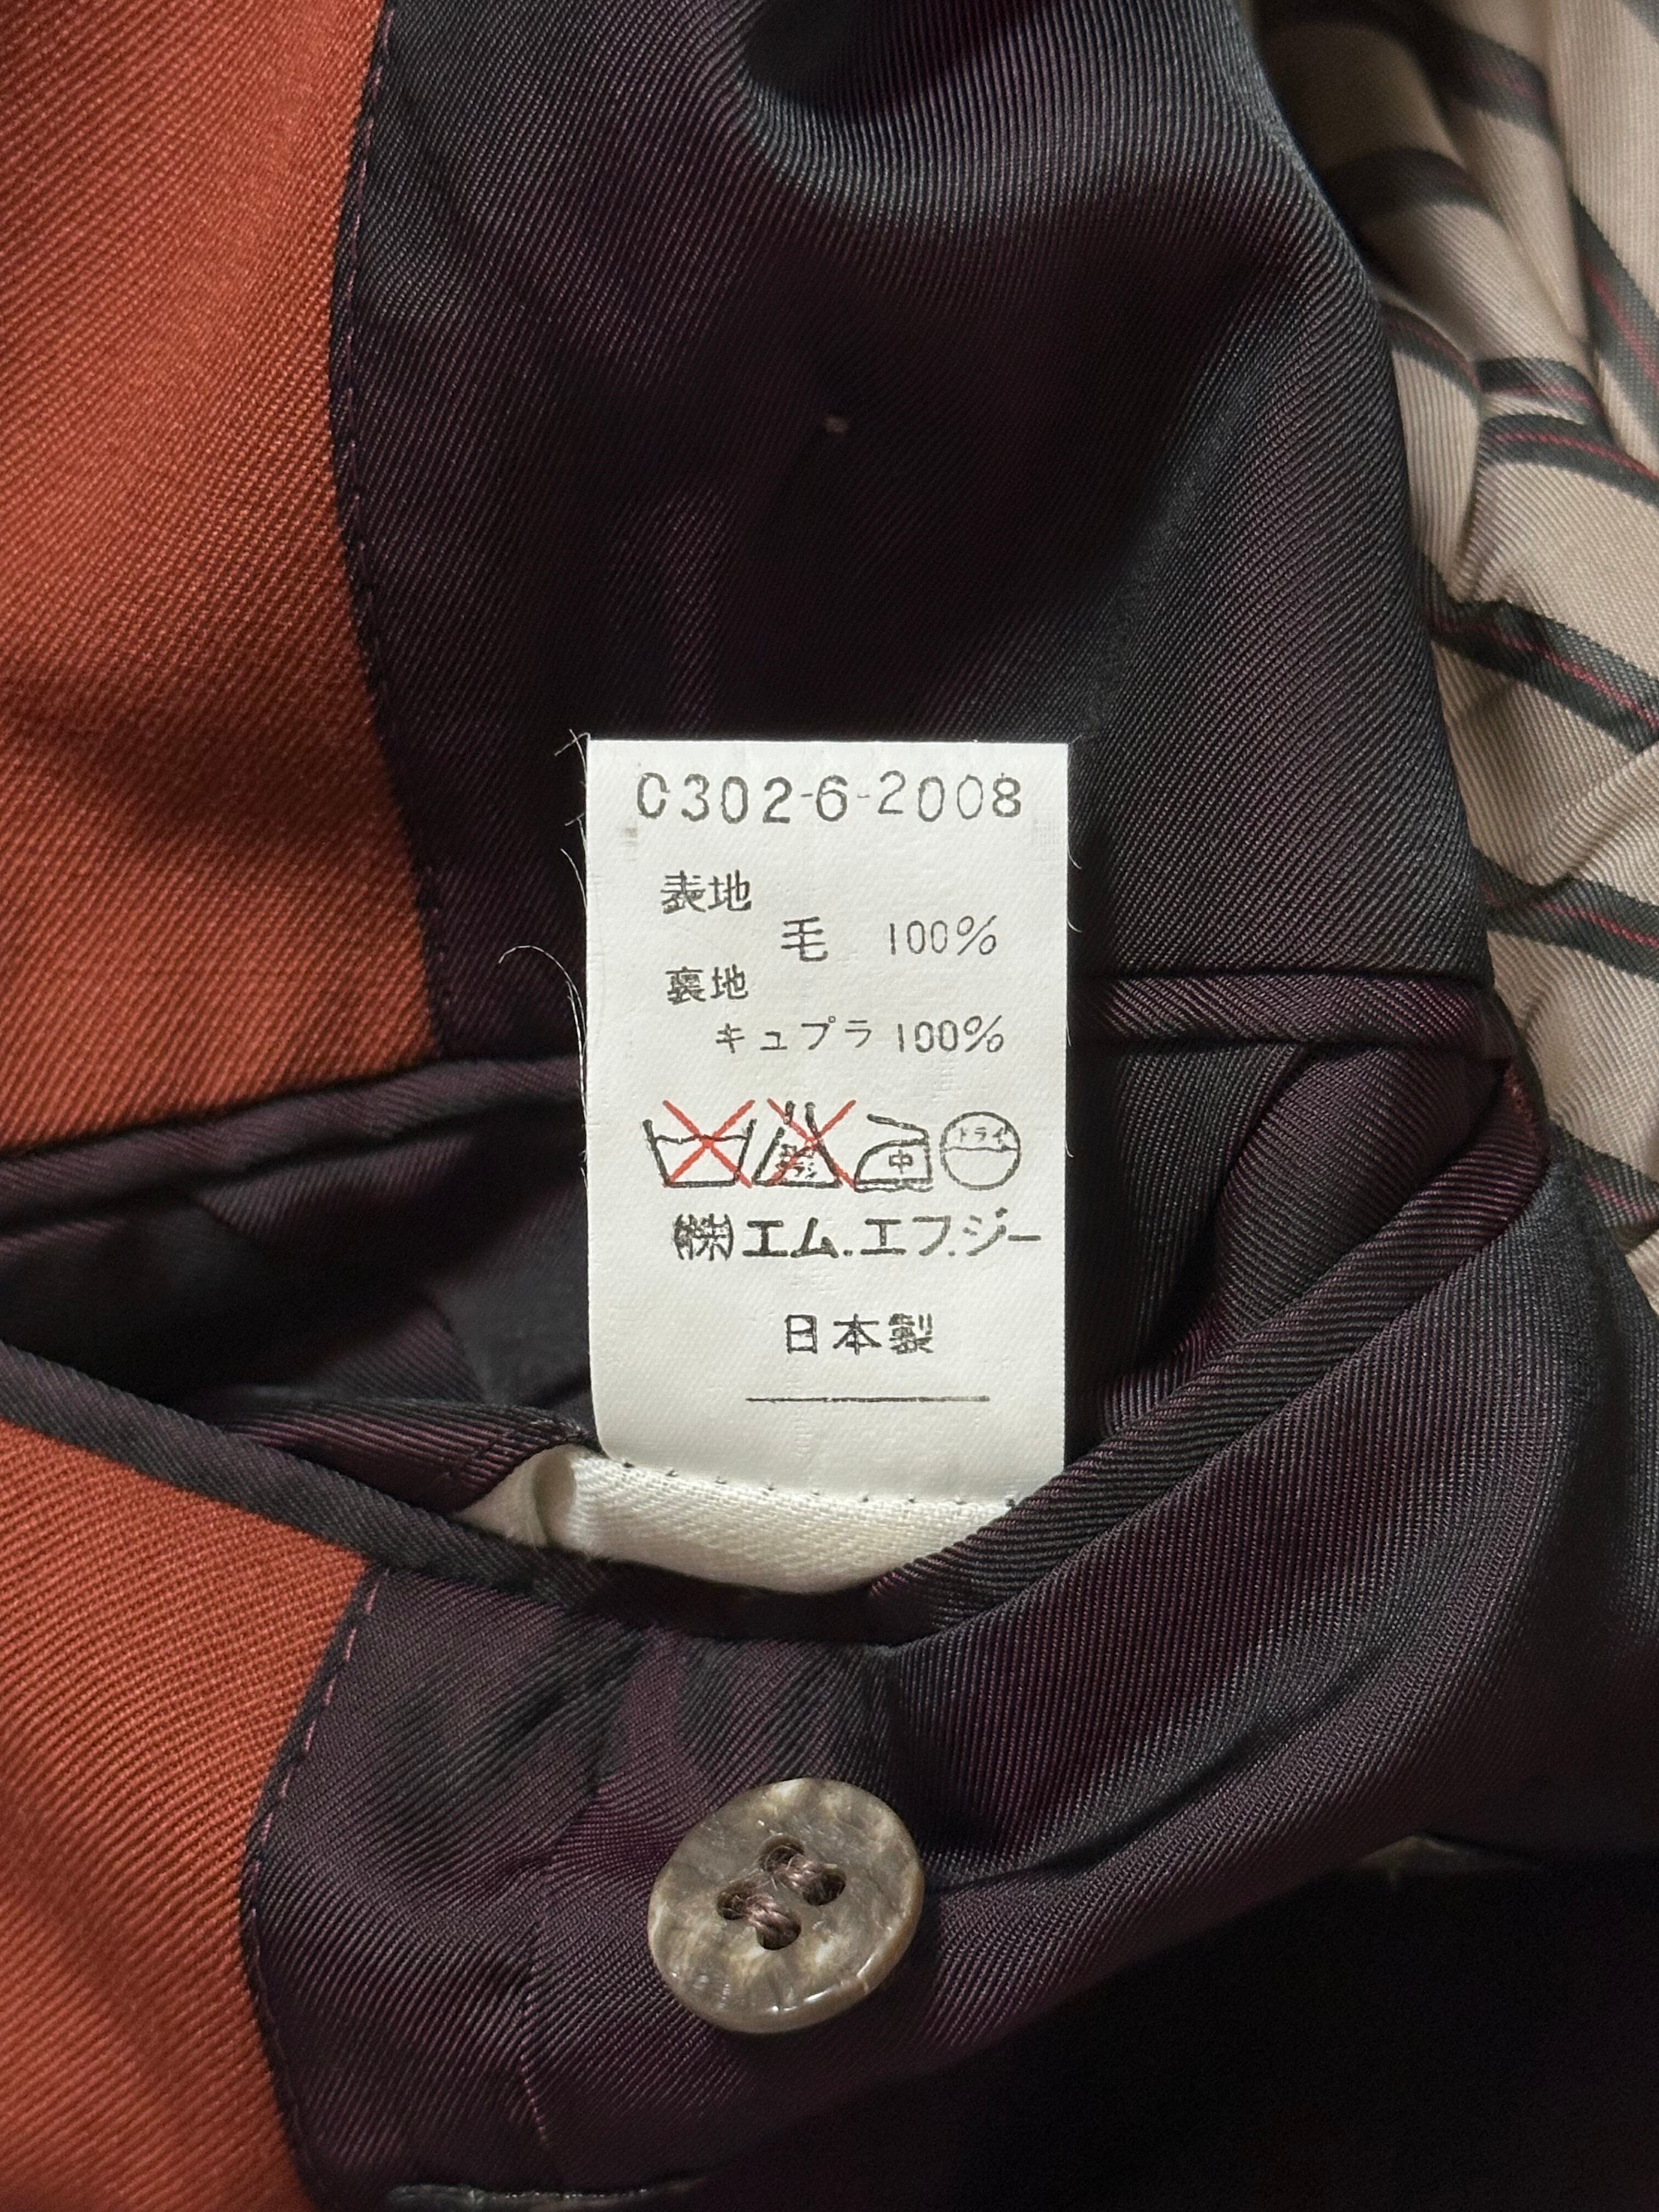 C302-6-2008
表地
毛 100%
裏地
キュプラ 100%
中 ドライ
㈱エム.エフ.ジー
日本製